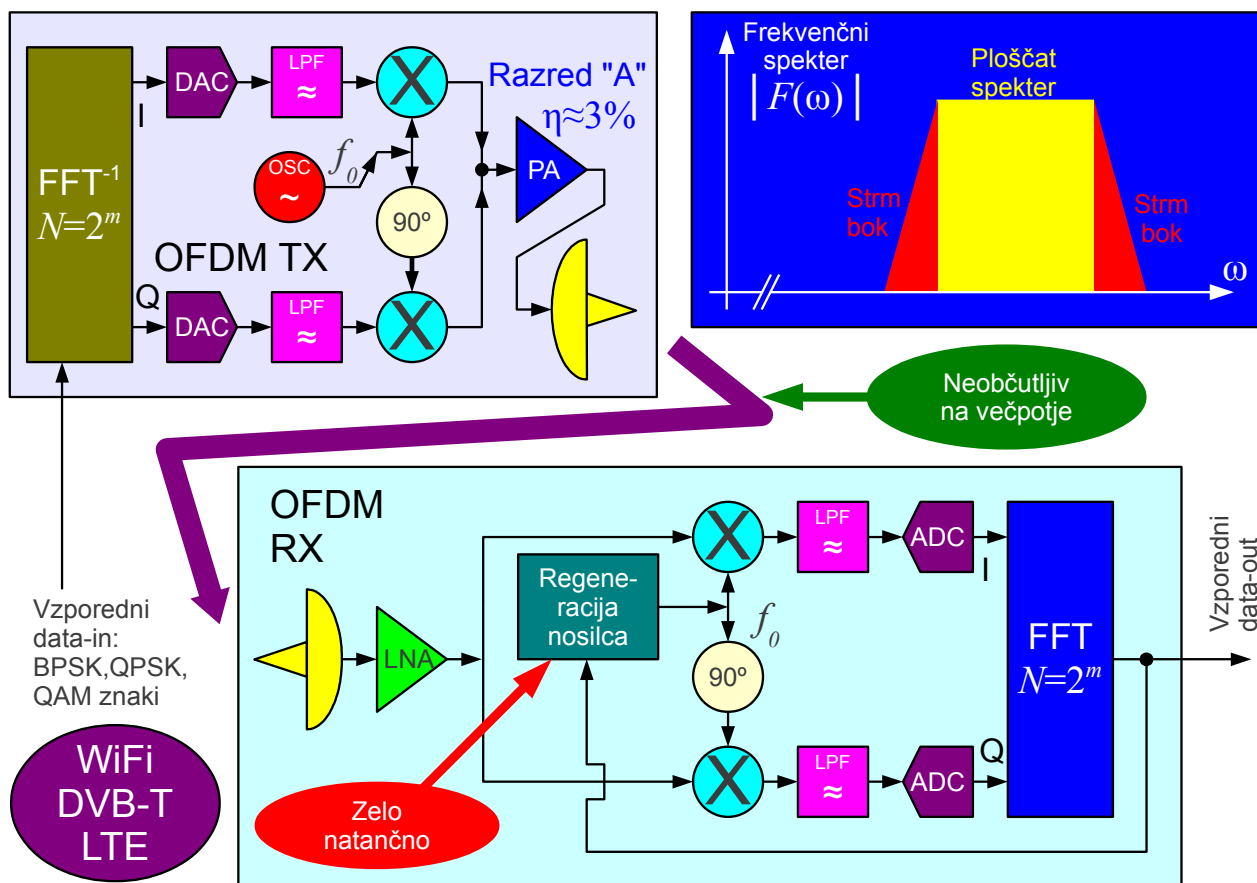 DAC
LPF
≈
X
Razred "A"
η≈3%
I
OSC
~
f0
PA
FFT-1
N=2m
90º
OFDM TX
Q
DAC
LPF
≈
X
Frekvenčni
spekter
|F(ω)|
Ploščat
spekter
Strm
bok
Strm
bok
ω
Neobčutljiv
na večpotje
OFDM
RX
X
LPF
≈
ADC
I
Regene-
racija
nosilca
f0
LNA
90º
FFT
N=2m
Q
X
LPF
≈
ADC
Zelo
natančno
Vzporedni
data-out
Vzporedni
data-in:
BPSK,QPSK,
QAM znaki
WiFi
DVB-T
LTE